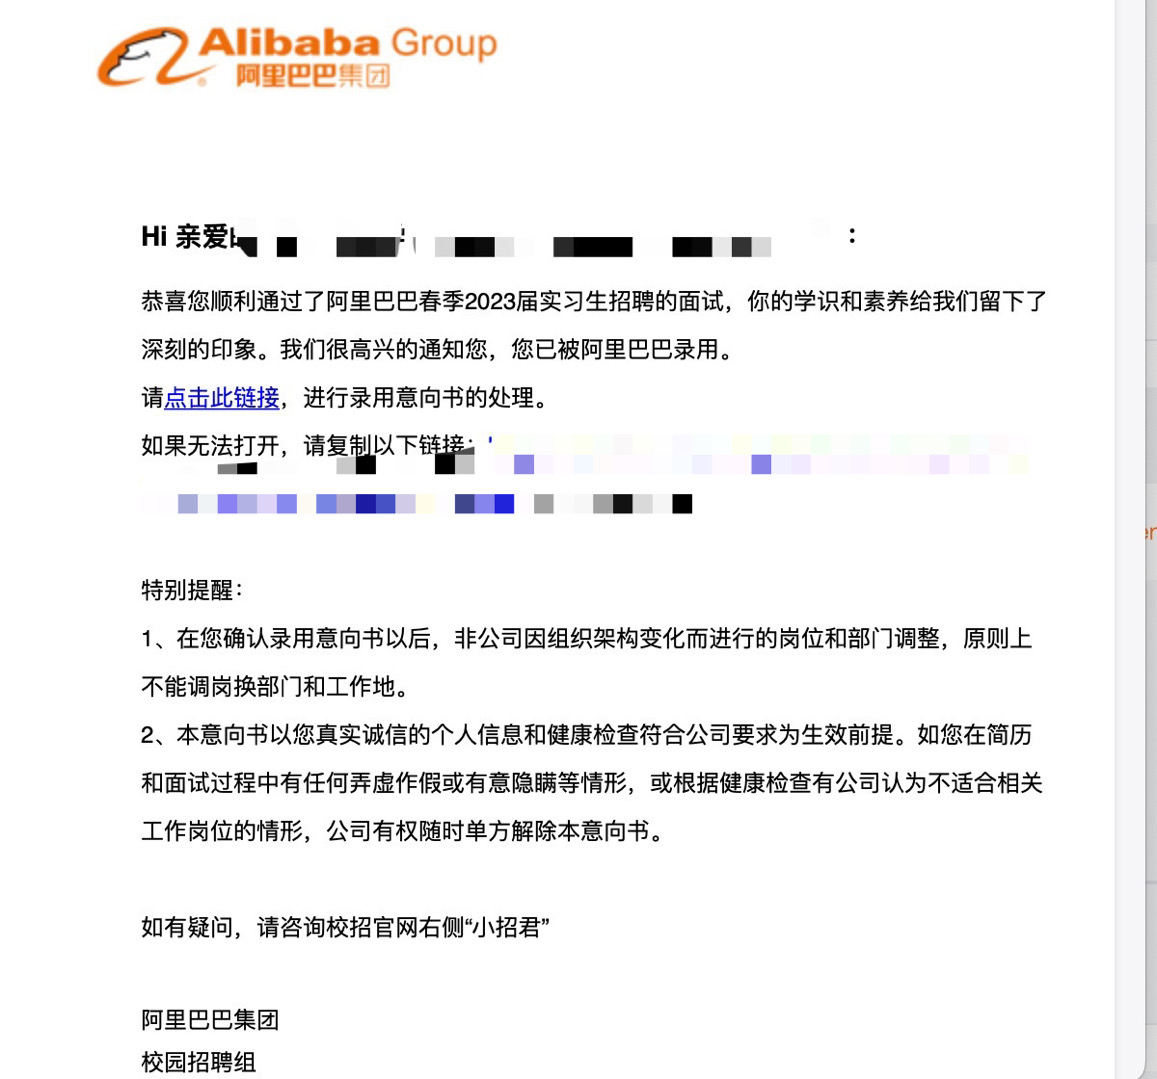 Alibaba Group
阿里巴巴集团
Hi 亲爱 :
恭喜您顺利通过了阿里巴巴春季2023届实习生招聘的面试，你的学识和素养给我们留下了
深刻的印象。我们很高兴的通知您，您已被阿里巴巴录用。
请点击此链接，进行录用意向书的处理。
如果无法打开，请复制以下链接：
特别提醒：
1、在您确认录用意向书以后，非公司因组织架构变化而进行的岗位和部门调整，原则上
不能调岗换部门和工作地。
2、本意向书以您真实诚信的个人信息和健康检查符合公司要求为生效前提。如您在简历
和面试过程中有任何弄虚作假或有意隐瞒等情形，或根据健康检查有公司认为不适合相关
工作岗位的情形，公司有权随时单方解除本意向书。
如有疑问，请咨询校招官网右侧“小招君”
阿里巴巴集团
校园招聘组